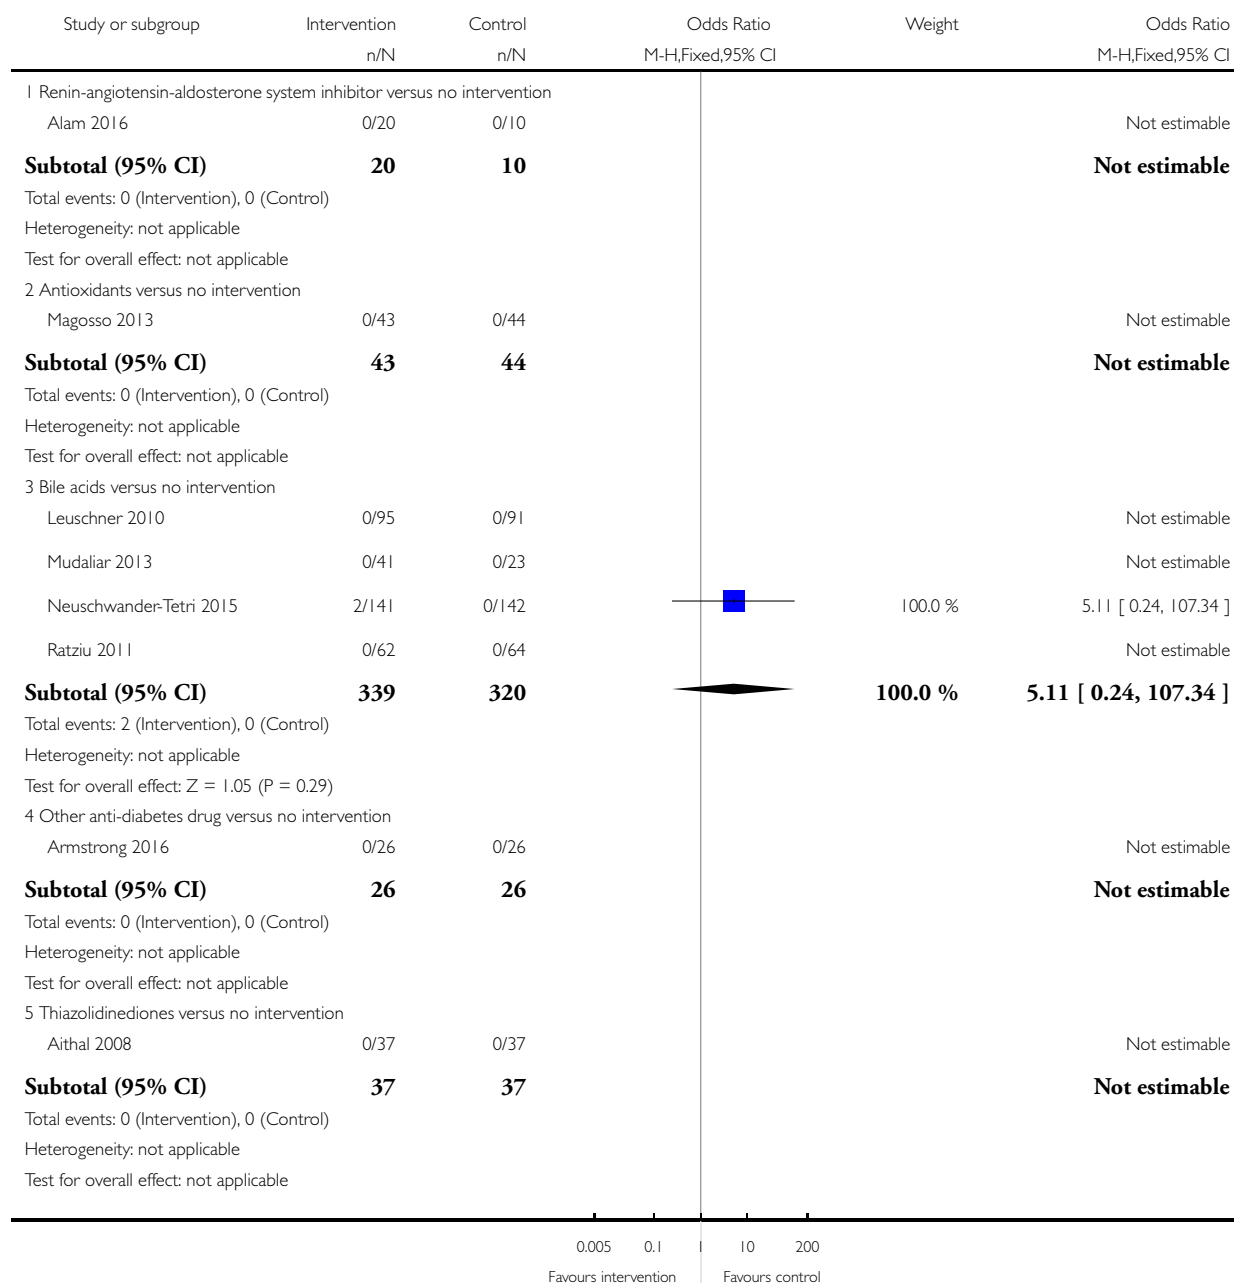 Study or subgroup Intervention Control Odds Ratio Weight Odds Ratio
n/N n/N M-H,Fixed,95% CI M-H,Fixed,95% CI
1 Renin-angiotensin-aldosterone system inhibitor versus no intervention
Alam 2016 0/20 0/10 Not estimable
Subtotal (95% CI) 20 10 Not estimable
Total events: 0 (Intervention), 0 (Control)
Heterogeneity: not applicable
Test for overall effect: not applicable
2 Antioxidants versus no intervention
Magosso 2013 0/43 0/44 Not estimable
Subtotal (95% CI) 43 44 Not estimable
Total events: 0 (Intervention), 0 (Control)
Heterogeneity: not applicable
Test for overall effect: not applicable
3 Bile acids versus no intervention
Leuschner 2010 0/95 0/91 Not estimable
Mudaliar 2013 0/41 0/23 Not estimable
Neuschwander-Tetri 2015 2/141 0/142 100.0 % 5.11 [ 0.24, 107.34 ]
Ratziu 2011 0/62 0/64 Not estimable
Subtotal (95% CI) 339 320 100.0 % 5.11 [ 0.24, 107.34 ]
Total events: 2 (Intervention), 0 (Control)
Heterogeneity: not applicable
Test for overall effect: Z = 1.05 (P = 0.29)
4 Other anti-diabetes drug versus no intervention
Armstrong 2016 0/26 0/26 Not estimable
Subtotal (95% CI) 26 26 Not estimable
Total events: 0 (Intervention), 0 (Control)
Heterogeneity: not applicable
Test for overall effect: not applicable
5 Thiazolidinediones versus no intervention
Aithal 2008 0/37 0/37 Not estimable
Subtotal (95% CI) 37 37 Not estimable
Total events: 0 (Intervention), 0 (Control)
Heterogeneity: not applicable
Test for overall effect: not applicable
0.005 0.1 1 10 200
Favours intervention Favours control